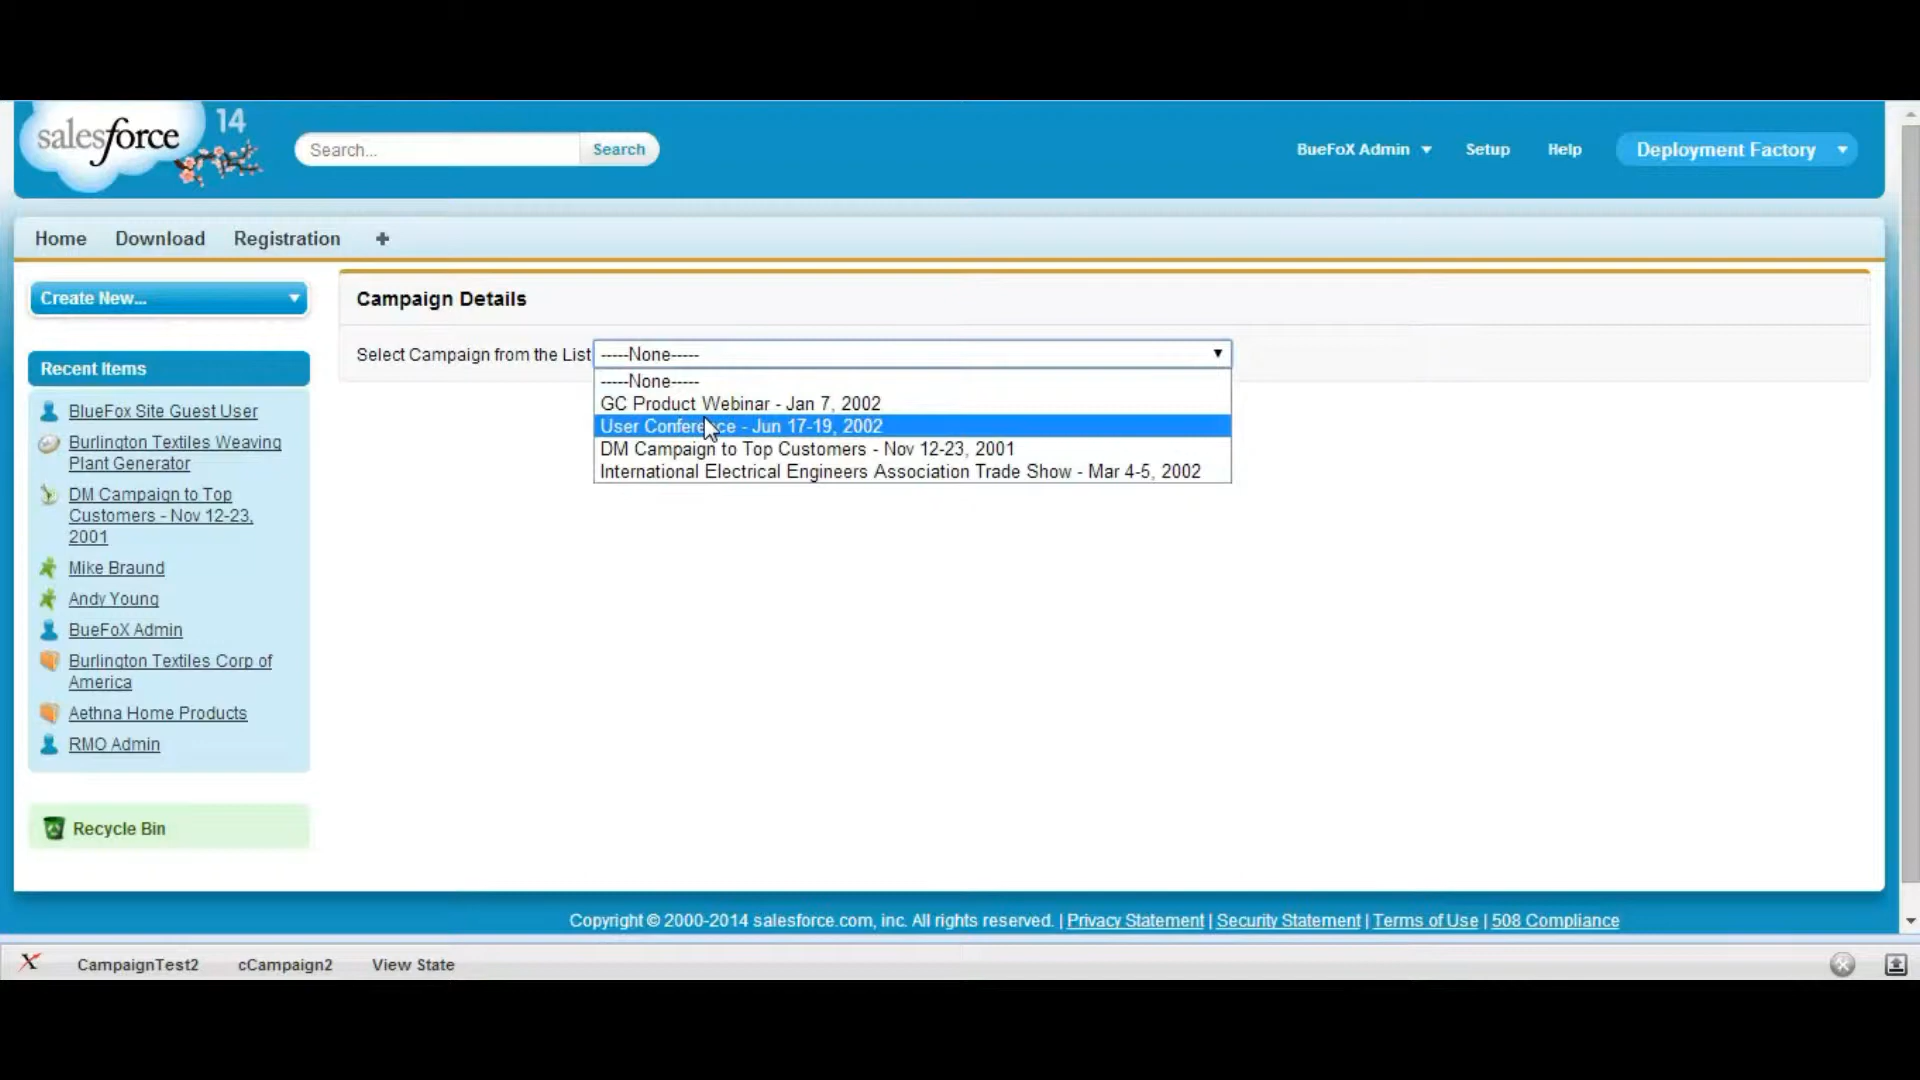 salesforce
14
Search...
Search
BueFoX Admin
Setup
Help
Deployment Factory
Home
Download
Registration
Create New...
Recent Items
BlueFox Site Guest User
Burlington Textiles Weaving
Plant Generator
DM Campaign to Top
Customers - Nov 12-23,
2001
Mike Braund
Andy Young
BueFoX Admin
Burlington Textiles Corp of
America
Aethna Home Products
RMO Admin
Recycle Bin
Campaign Details
Select Campaign from the List
-----None-----
-----None-----
GC Product Webinar - Jan 7, 2002
User Conference - Jun 17-19, 2002
DM Campaign to Top Customers - Nov 12-23, 2001
International Electrical Engineers Association Trade Show - Mar 4-5, 2002
Copyright © 2000-2014 salesforce.com, inc. All rights reserved. | Privacy Statement | Security Statement | Terms of Use | 508 Compliance
CampaignTest2
cCampaign2
View State